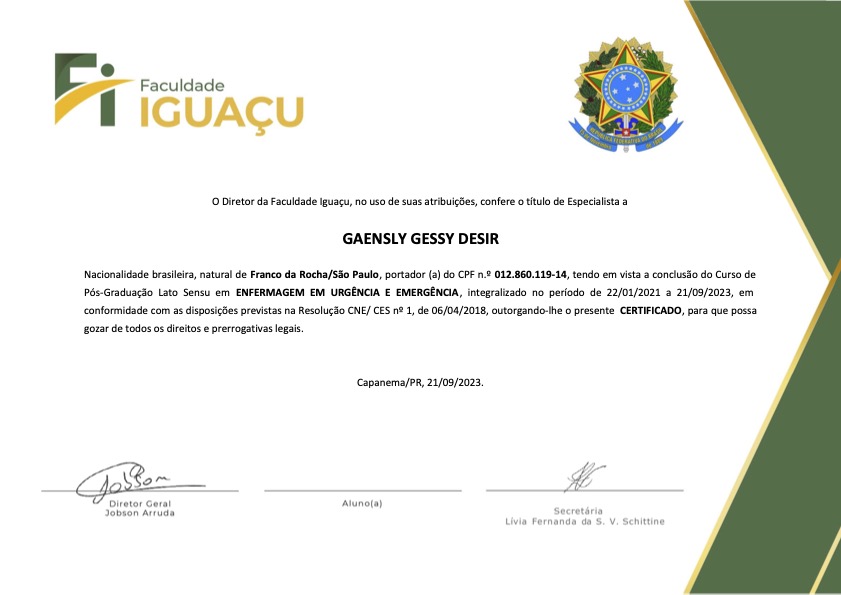 Fi
Faculdade
IGUAÇU
O Diretor da Faculdade Iguaçu, no uso de suas atribuições, confere o título de Especialista a
GAENSLY GESSY DESIR
Nacionalidade brasileira, natural de Franco da Rocha/São Paulo, portador (a) do CPF n.º 012.860.119-14, tendo em vista a conclusão do Curso de
Pós-Graduação Lato Sensu em ENFERMAGEM EM URGÊNCIA E EMERGÊNCIA, integralizado no período de 22/01/2021 a 21/09/2023, em
conformidade com as disposições previstas na Resolução CNE/ CES nº 1, de 06/04/2018, outorgando-lhe o presente CERTIFICADO, para que possa
gozar de todos os direitos e prerrogativas legais.
Capanema/PR, 21/09/2023.
Diretor Geral
Jobson Arruda
Aluno(a)
Secretária
Lívia Fernanda da S. V. Schittine